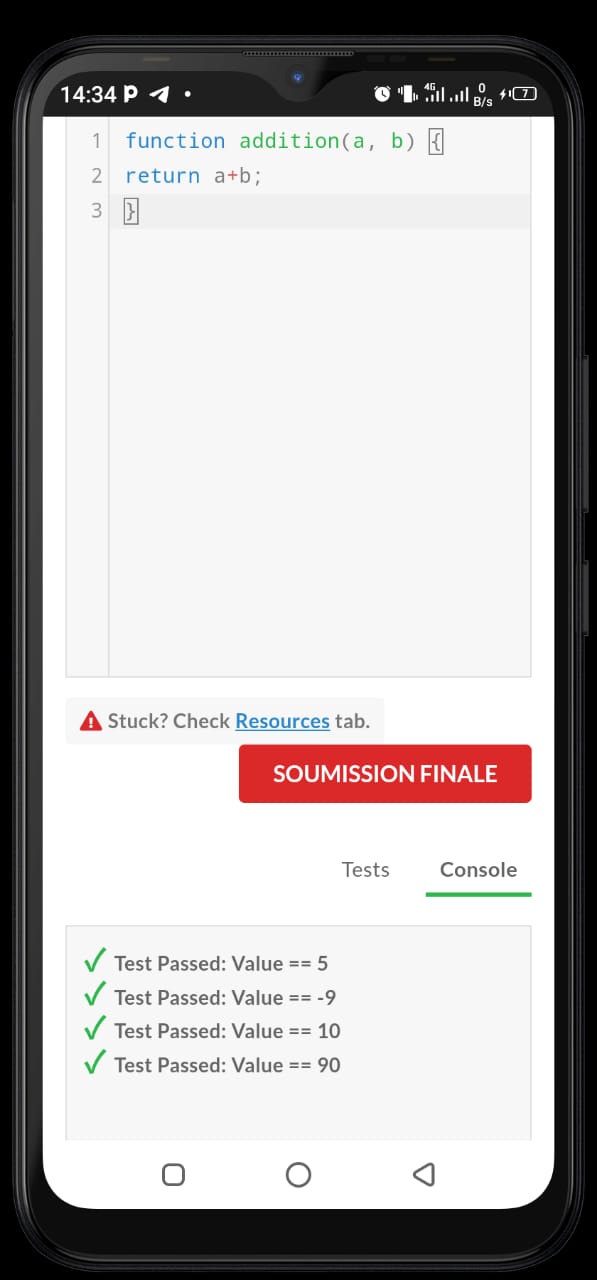 14:34 P 4G 0 B/s 7
1 function addition(a, b) {
2 return a+b;
3 }
Stuck? Check Resources tab.
SOUMISSION FINALE
Tests Console
Test Passed: Value == 5
Test Passed: Value == -9
Test Passed: Value == 10
Test Passed: Value == 90